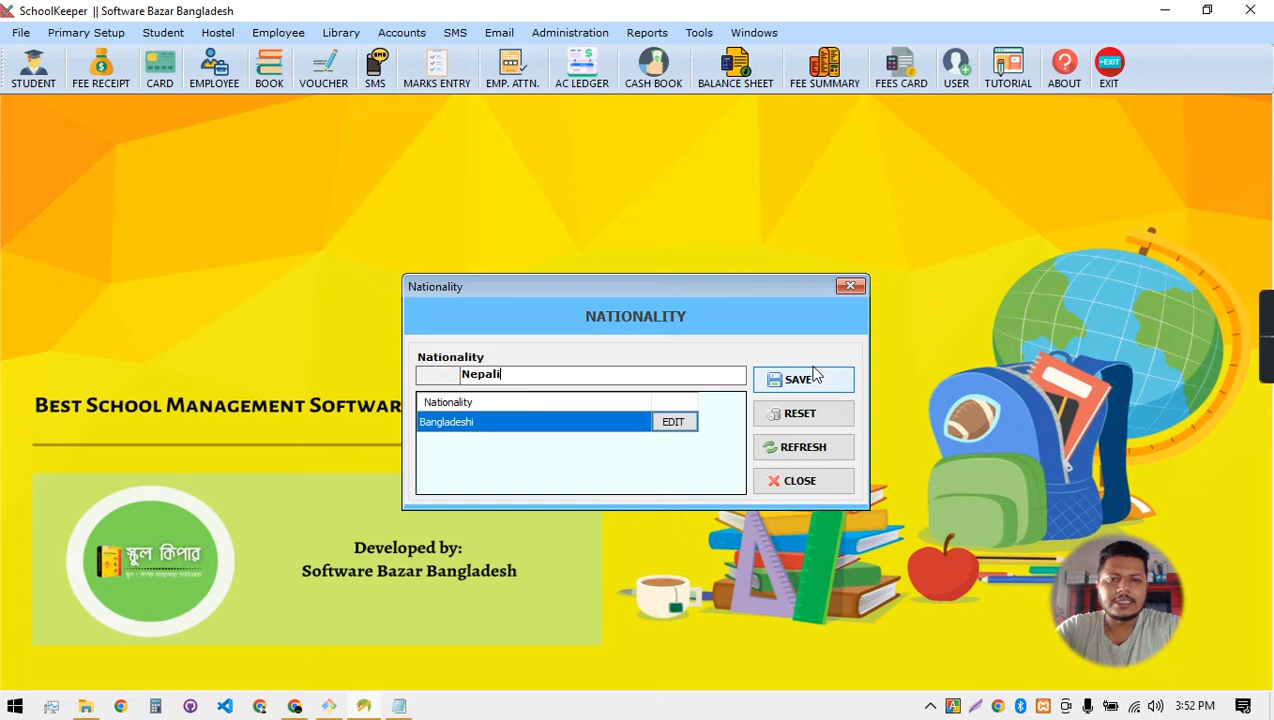 SchoolKeeper || Software Bazar Bangladesh
File Primary Setup Student Hostel Employee Library Accounts SMS Email Administration Reports Tools Windows
STUDENT FEE RECEIPT CARD EMPLOYEE BOOK VOUCHER SMS MARKS ENTRY EMP. ATTN. AC LEDGER CASH BOOK BALANCE SHEET FEE SUMMARY FEES CARD USER TUTORIAL ABOUT EXIT
Nationality
NATIONALITY
Nationality
Nepali
SAVE
Nationality
Bangladeshi EDIT
RESET
REFRESH
CLOSE
BEST SCHOOL MANAGEMENT SOFTWAR
স্কুল কিপার
Developed by:
Software Bazar Bangladesh
3:52 PM